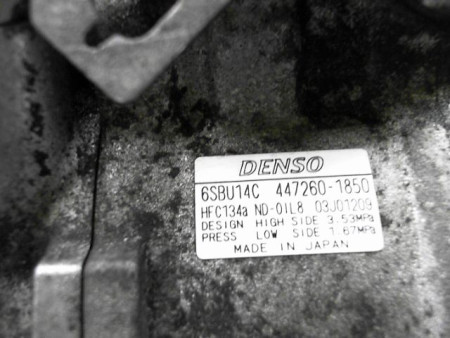 DENSO
6SBU14C 447260-1850
HFC134a ND-OIL8 03J01209
DESIGN HIGH SIDE 3.53MPa
PRESS LOW SIDE 1.67MPa
MADE IN JAPAN